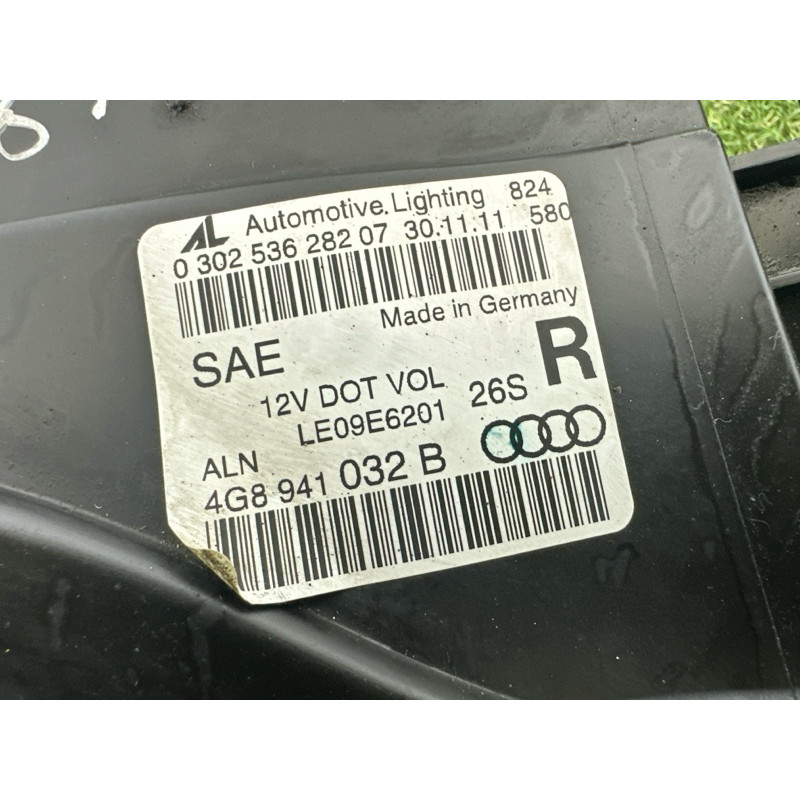 AL Automotive Lighting 824
0 302 536 282 07 30.11.11 580
Made in Germany
SAE R
12V DOT VOL 26S
LE09E6201
ALN
4G8 941 032 B